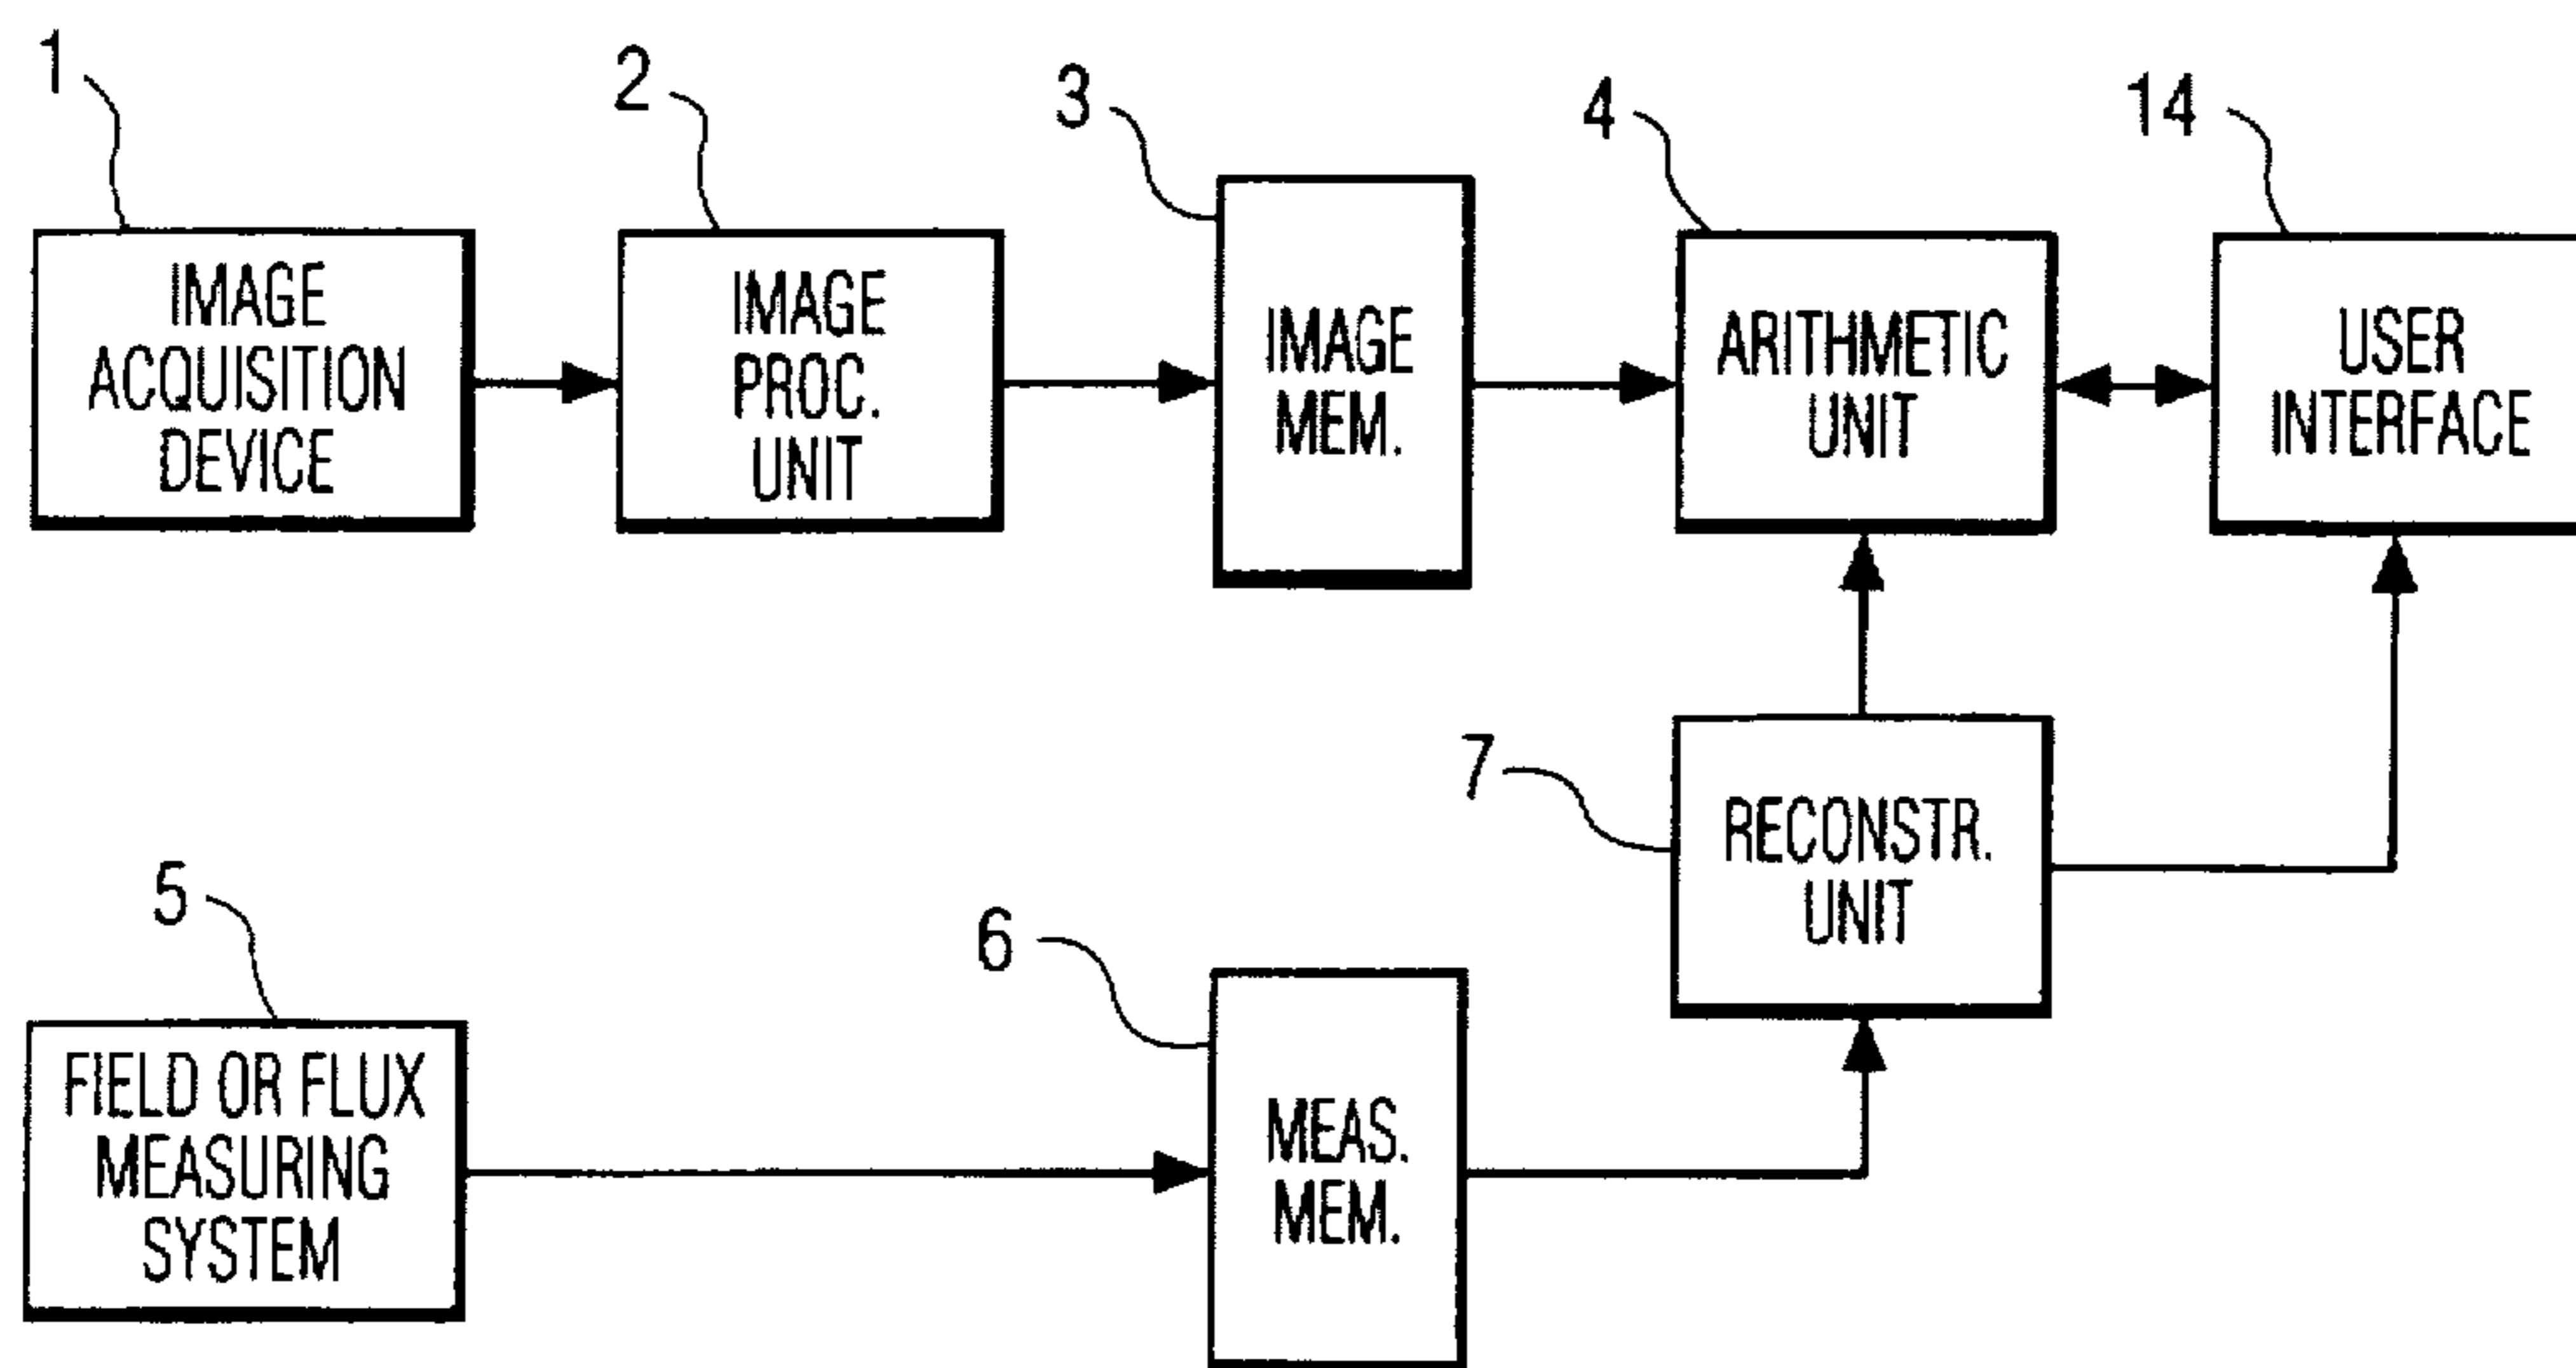 1
IMAGE
ACQUISITION
DEVICE
2
IMAGE
PROC.
UNIT
3
IMAGE
MEM.
4
ARITHMETIC
UNIT
14
USER
INTERFACE
7
RECONSTR.
UNIT
5
FIELD OR FLUX
MEASURING
SYSTEM
6
MEAS.
MEM.